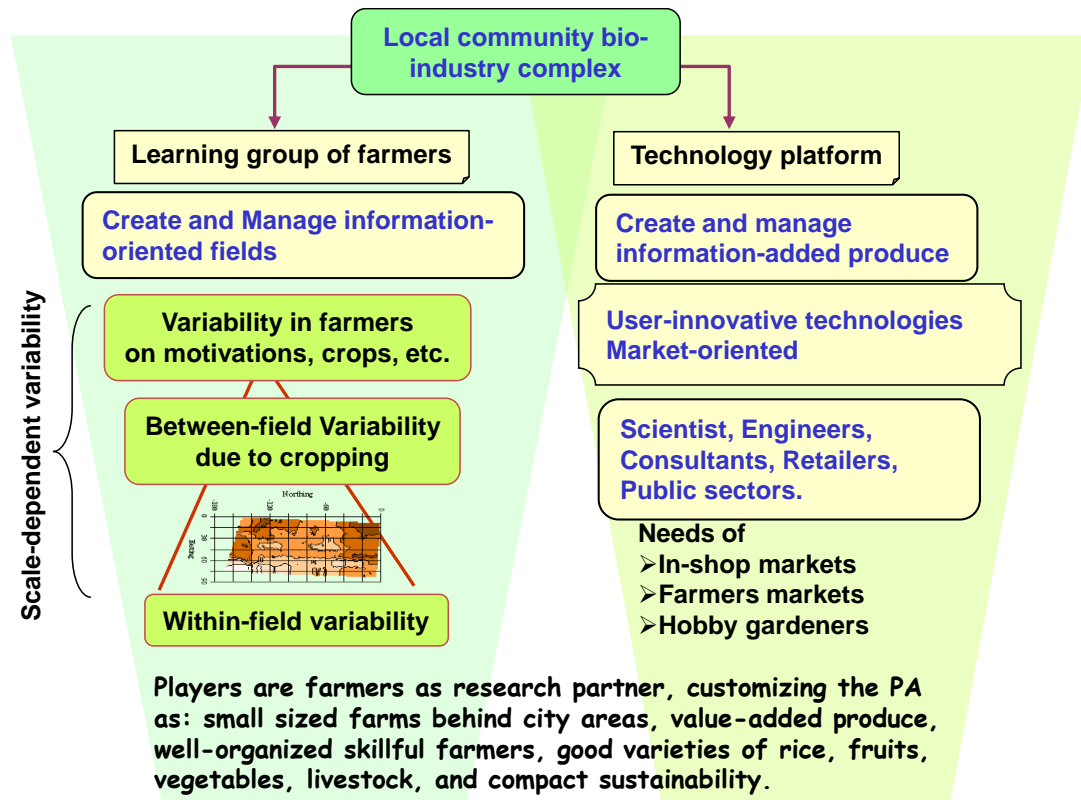 Local community bio-
industry complex
Learning group of farmers
Create and Manage information-
oriented fields
Scale-dependent variability
Variability in farmers
on motivations, crops, etc.
Between-field Variability
due to cropping
Northing
Within-field variability
Technology platform
Create and manage
information-added produce
User-innovative technologies
Market-oriented
Scientist, Engineers,
Consultants, Retailers,
Public sectors.
Needs of
➢In-shop markets
➢Farmers markets
➢Hobby gardeners
Players are farmers as research partner, customizing the PA
as: small sized farms behind city areas, value-added produce,
well-organized skillful farmers, good varieties of rice, fruits,
vegetables, livestock, and compact sustainability.